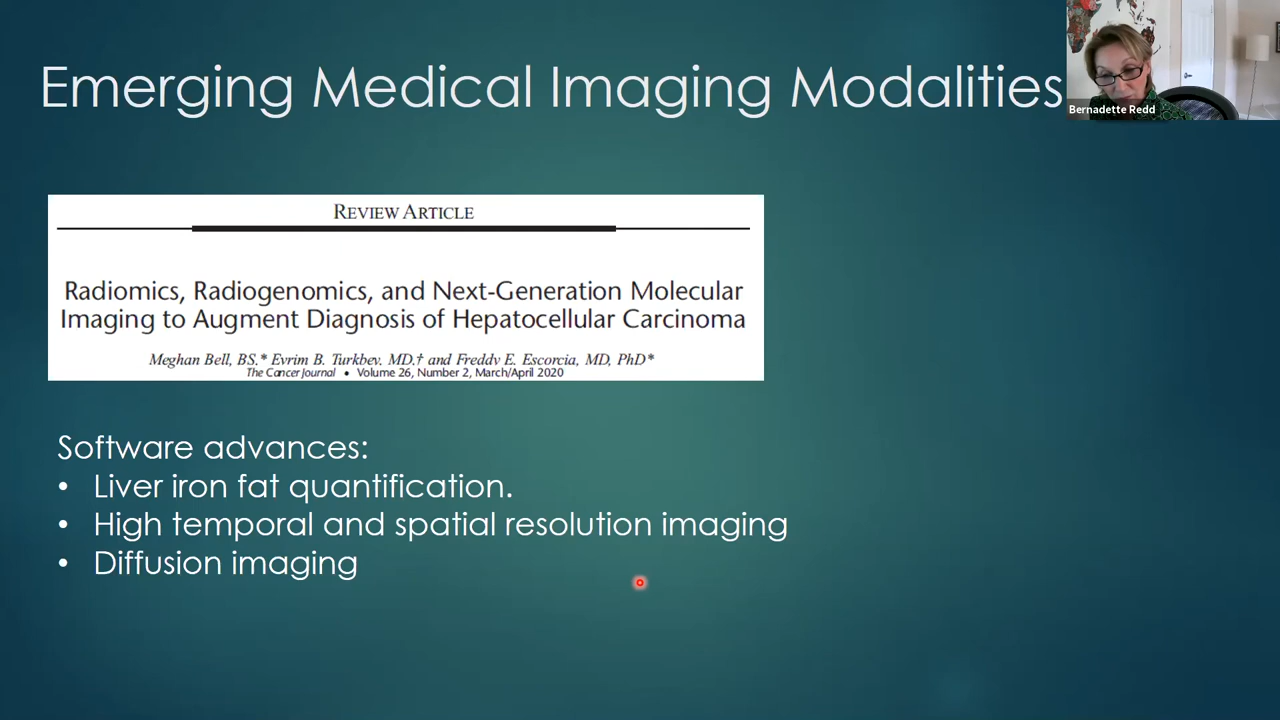 Emerging Medical Imaging Modalities
Bernadette Redd
REVIEW ARTICLE
Radiomics, Radiogenomics, and Next-Generation Molecular
Imaging to Augment Diagnosis of Hepatocellular Carcinoma
Meghan Bell, BS,* Evrim B. Turkbey, MD,† and Freddy E. Escorcia, MD, PhD*
The Cancer Journal • Volume 26, Number 2, March/April 2020
Software advances:
• Liver iron fat quantification.
• High temporal and spatial resolution imaging
• Diffusion imaging